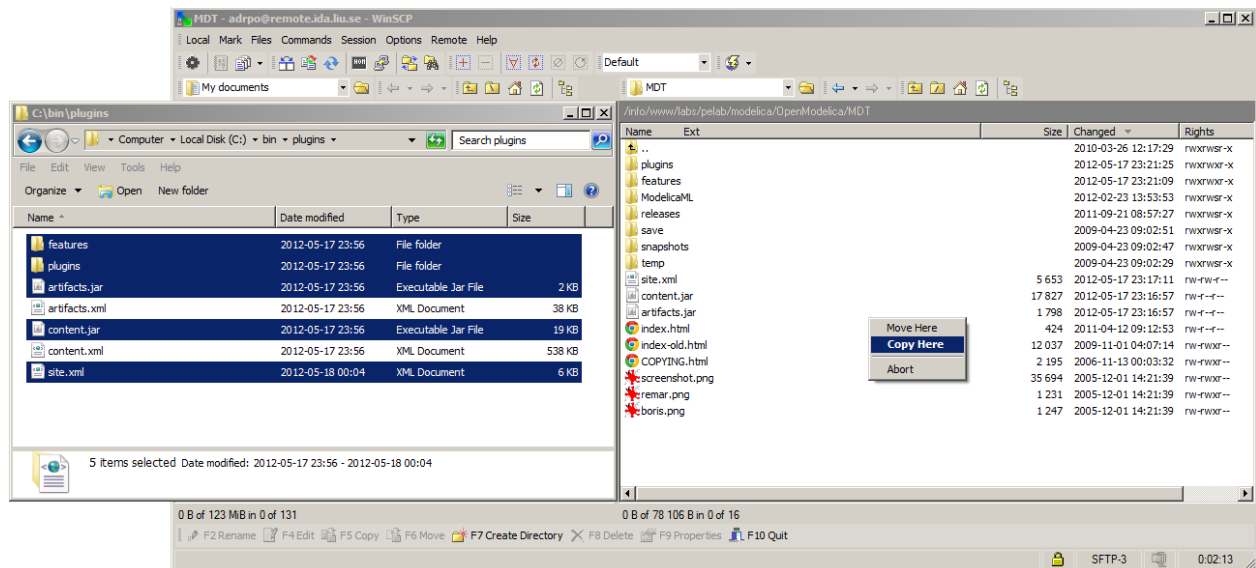 MDT - adrpo@remote.ida.liu.se - WinSCP
Local Mark Files Commands Session Options Remote Help
Default
My documents
MDT
C:\bin\plugins
Computer Local Disk (C:) bin plugins
Search plugins
File Edit View Tools Help
Organize Open New folder
Name Date modified Type Size
features 2012-05-17 23:56 File folder
plugins 2012-05-17 23:56 File folder
artifacts.jar 2012-05-17 23:56 Executable Jar File 2 KB
artifacts.xml 2012-05-17 23:56 XML Document 38 KB
content.jar 2012-05-17 23:56 Executable Jar File 19 KB
content.xml 2012-05-17 23:56 XML Document 538 KB
site.xml 2012-05-18 00:04 XML Document 6 KB
5 items selected Date modified: 2012-05-17 23:56 - 2012-05-18 00:04
/info/www/labs/pelab/modelica/OpenModelica/MDT
Name Ext Size Changed Rights
.. 2010-03-26 12:17:29 rwxrwsr-x
plugins 2012-05-17 23:21:25 rwxrwxr-x
features 2012-05-17 23:21:09 rwxrwxr-x
ModelicaML 2012-02-23 13:53:53 rwxrwsr-x
releases 2011-09-21 08:57:27 rwxrwsr-x
save 2009-04-23 09:02:51 rwxrwsr-x
snapshots 2009-04-23 09:02:47 rwxrwsr-x
temp 2009-04-23 09:02:29 rwxrwsr-x
site.xml 5 653 2012-05-17 23:17:11 rw-rw-r--
content.jar 17 827 2012-05-17 23:16:57 rw-r--r--
artifacts.jar 1 798 2012-05-17 23:16:57 rw-r--r--
index.html 424 2011-04-12 09:12:53 rw-r--r--
index-old.html 12 037 2009-11-01 04:07:14 rw-rwxr--
COPYING.html 2 195 2006-11-13 00:03:32 rw-rwxr--
screenshot.png 35 694 2005-12-01 14:21:39 rw-rwxr--
remar.png 1 231 2005-12-01 14:21:39 rw-rwxr--
boris.png 1 247 2005-12-01 14:21:39 rw-rwxr--
Move Here
Copy Here
Abort
0 B of 123 MiB in 0 of 131
0 B of 78 106 B in 0 of 16
F2 Rename F4 Edit F5 Copy F6 Move F7 Create Directory F8 Delete F9 Properties F10 Quit
SFTP-3 0:02:13